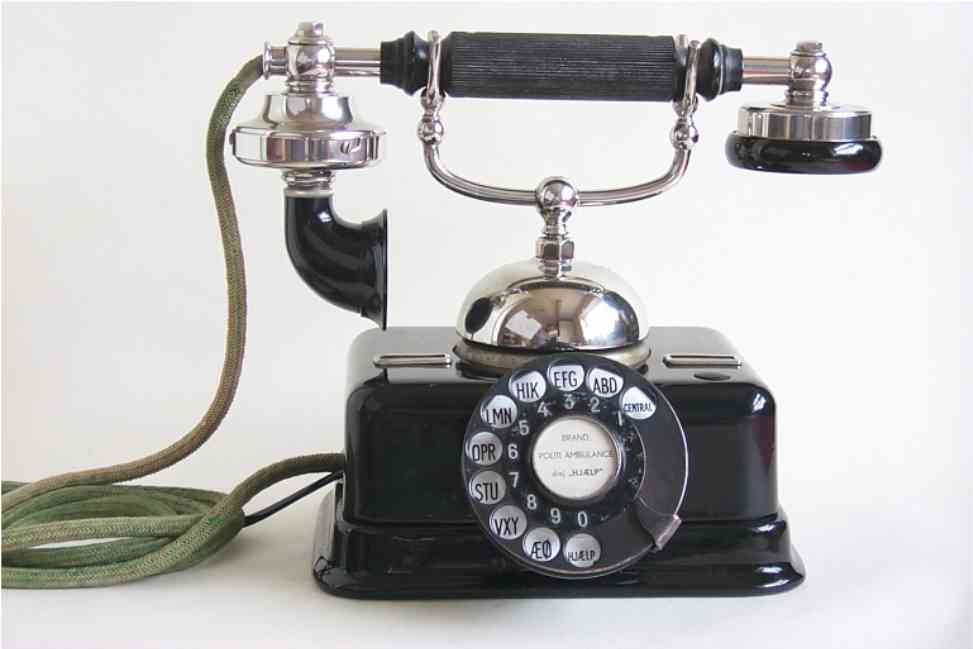 CENTRAL
ABD
EFG
HIK
LMN
OPR
STU
VXY
ÆØ
HJÆLP
1
2
3
4
5
6
7
8
9
0
BRAND.
POLITI AMBULANCE
drej „HJÆLP"